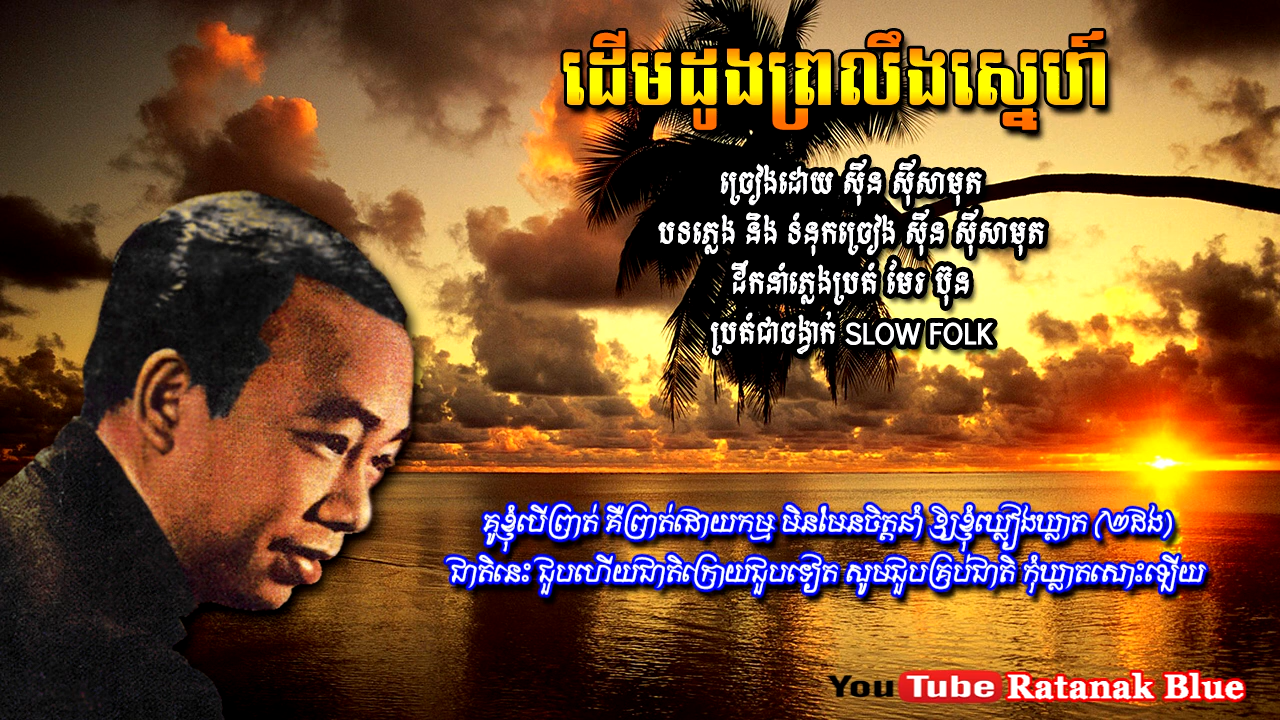 ដើមដូងព្រលឹងស្នេហ៍
ច្រៀងដោយ ស៊ីន ស៊ីសាមុត
បទភ្លេង និង ទំនុកច្រៀង ស៊ីន ស៊ីសាមុត
ដឹកនាំភ្លេងប្រគំ មែរ ប៊ុន
ប្រគំជាចង្វាក់ SLOW FOLK
គូខ្ញុំបើព្រាត់ គឺព្រាត់ដោយកម្ម មិនមែនចិត្តនាំ ឱ្យខ្ញុំឃ្លៀងឃ្លាត (២ដង)
ជាតិនេះ ជួបហើយជាតិក្រោយជួបទៀត សូមជួបគ្រប់ជាតិ កុំឃ្លាតសោះឡើយ
YouTube Ratanak Blue